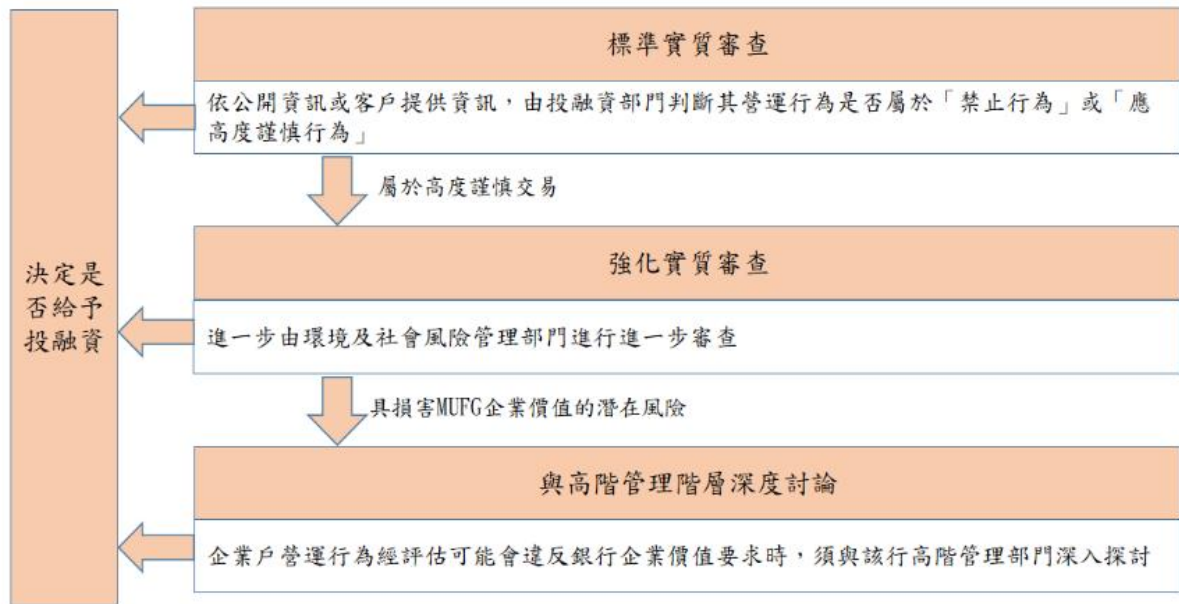 標準實質審查
依公開資訊或客戶提供資訊，由投融資部門判斷其營運行為是否屬於「禁止行為」或「應
高度謹慎行為」
屬於高度謹慎交易
決定是
否給予
投融資
強化實質審查
進一步由環境及社會風險管理部門進行進一步審查
具損害MUFG企業價值的潛在風險
與高階管理階層深度討論
企業戶營運行為經評估可能會違反銀行企業價值要求時，須與該行高階管理部門深入探討